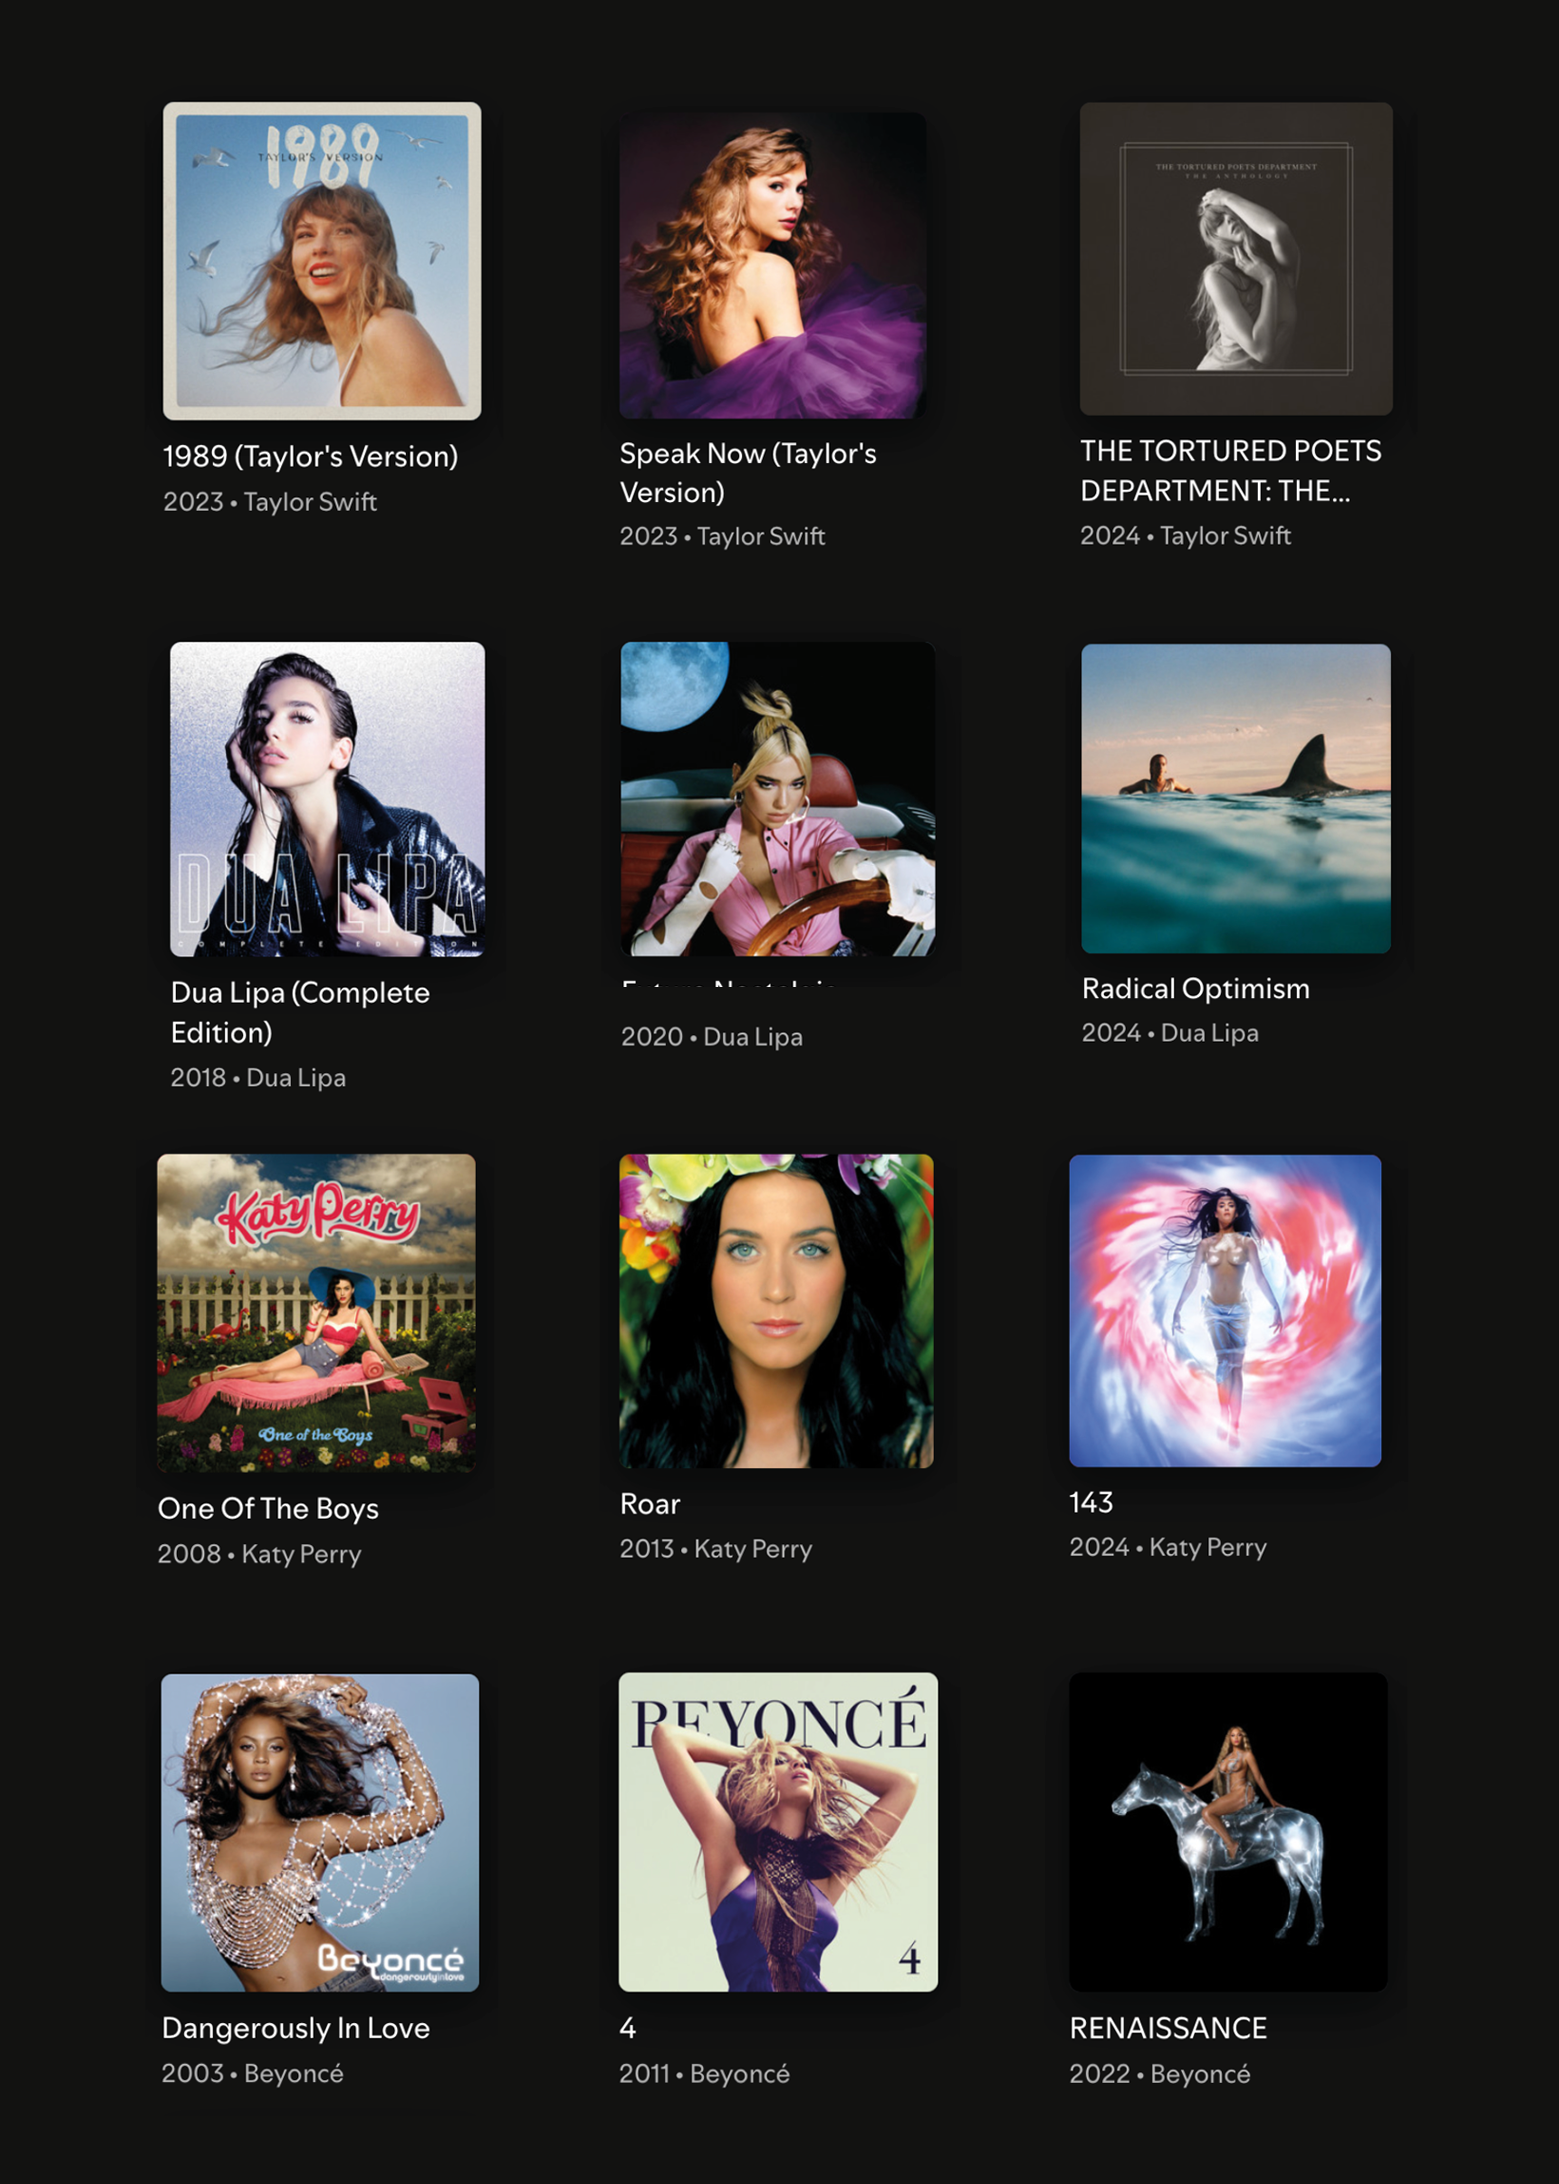 1989
TAYLOR'S VERSION
1989 (Taylor's Version)
2023 • Taylor Swift
Speak Now (Taylor's
Version)
2023 • Taylor Swift
THE TORTURED POETS DEPARTMENT
THE ANTHOLOGY
THE TORTURED POETS
DEPARTMENT: THE...
2024 • Taylor Swift
DUA LIPA
COMPLETE EDITION
Dua Lipa (Complete
Edition)
2018 • Dua Lipa
2020 • Dua Lipa
Radical Optimism
2024 • Dua Lipa
Katy Perry
One of the Boys
One Of The Boys
2008 • Katy Perry
Roar
2013 • Katy Perry
143
2024 • Katy Perry
Beyoncé
dangerouslyinlove
Dangerously In Love
2003 • Beyoncé
BEYONCÉ
4
4
2011 • Beyoncé
RENAISSANCE
2022 • Beyoncé